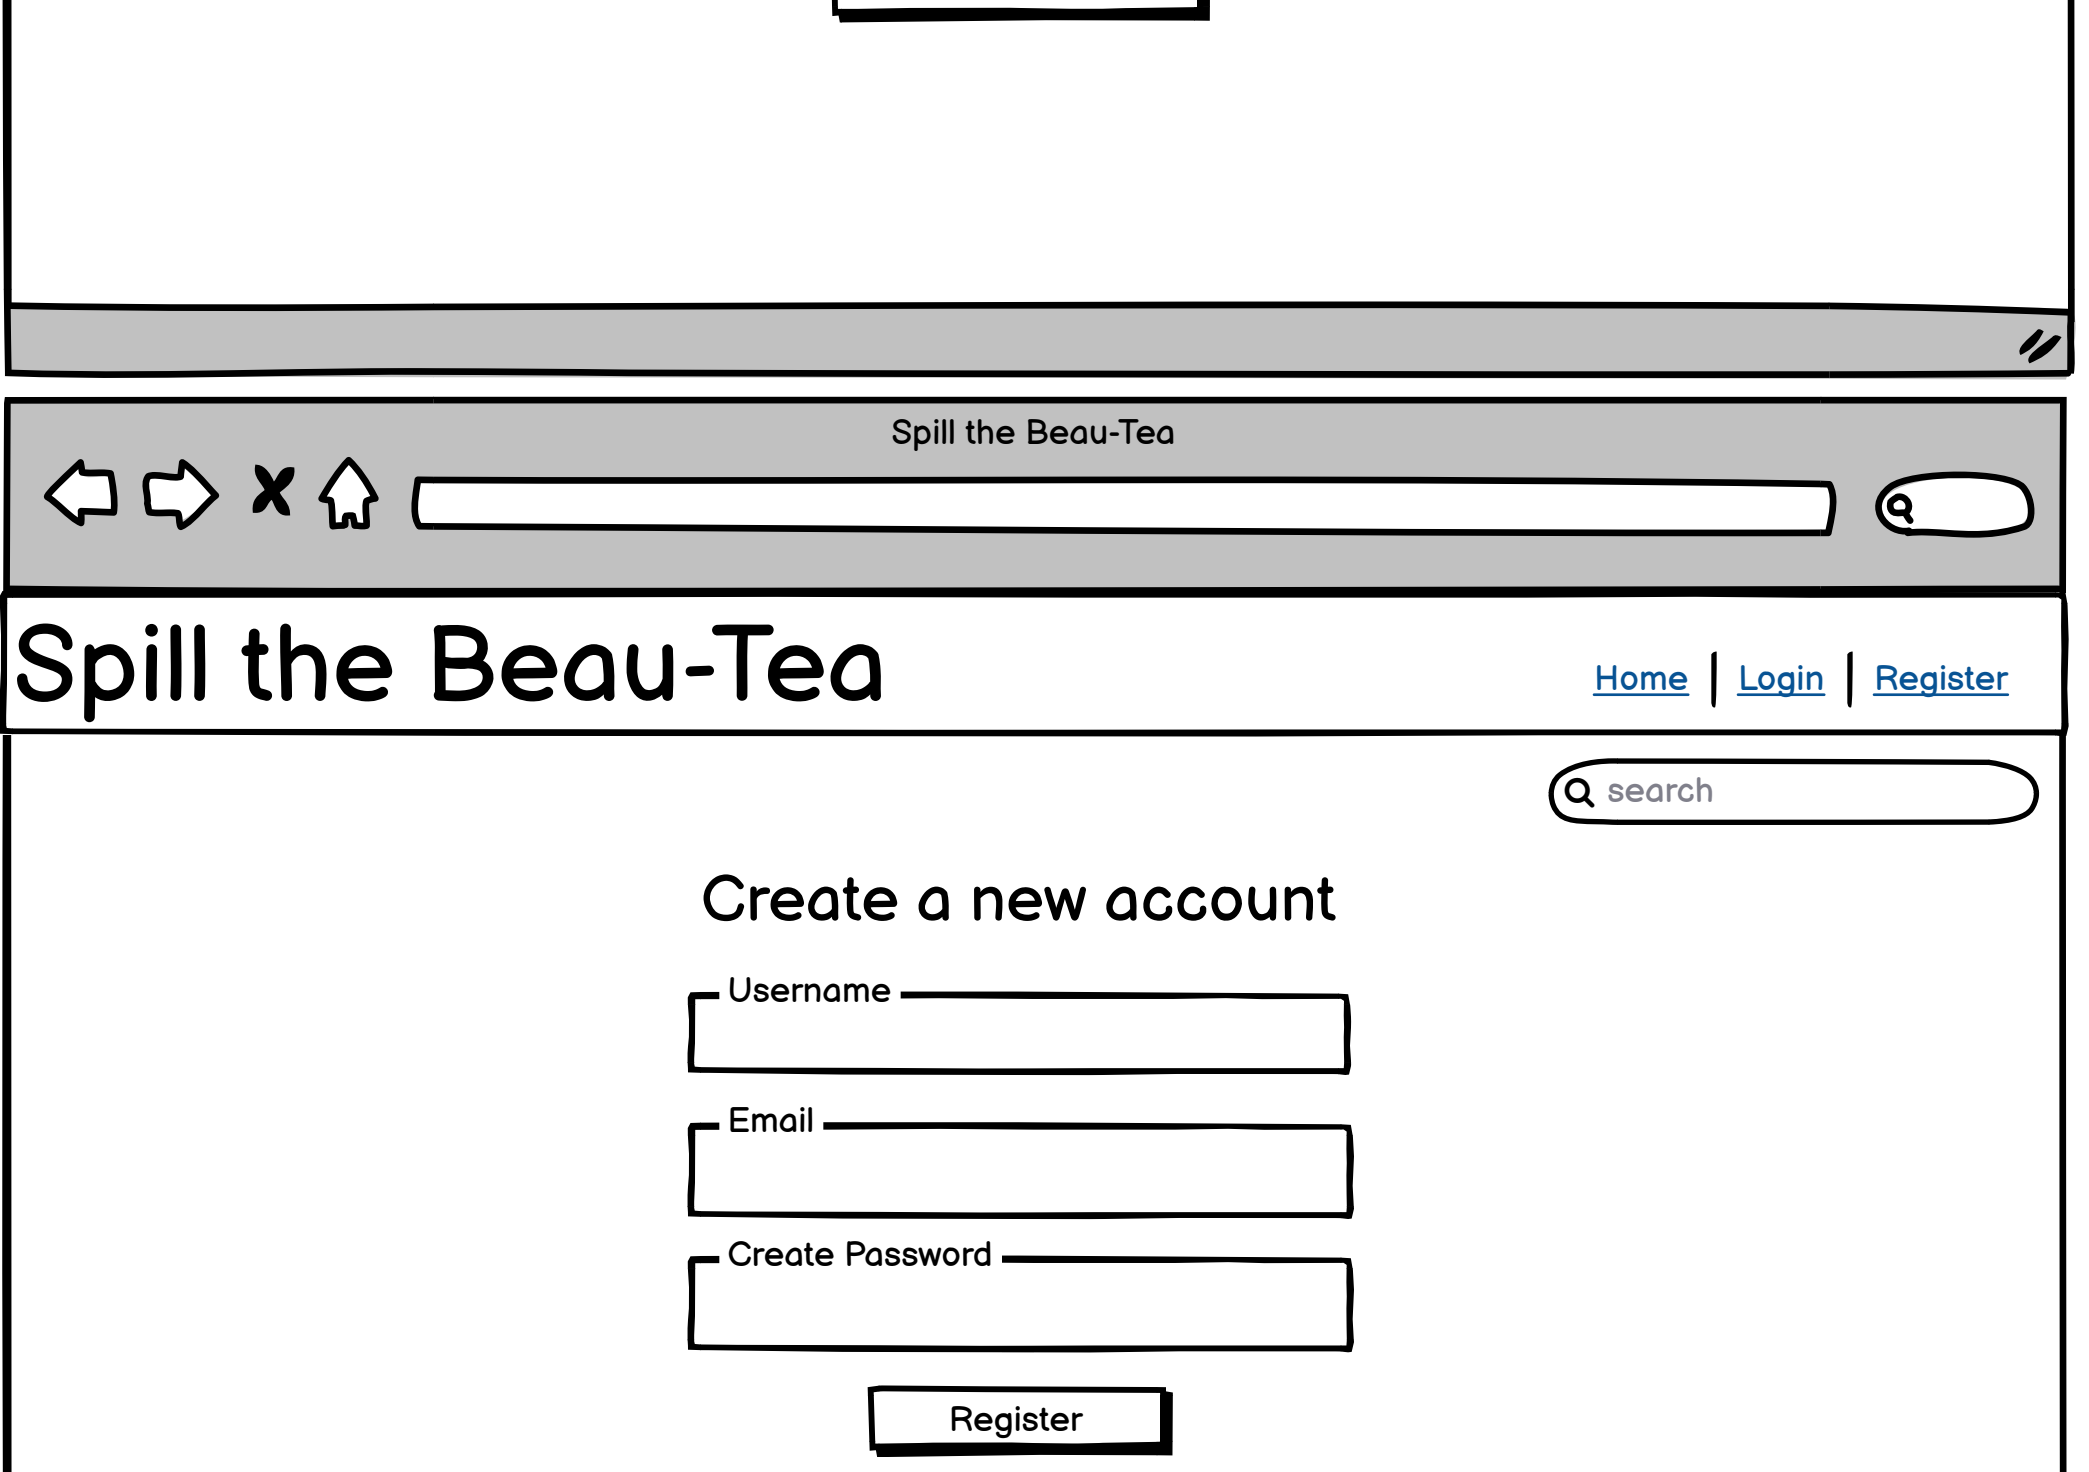 Spill the Beau-Tea
Spill the Beau-Tea
Home | Login | Register
search
Create a new account
Username
Email
Create Password
Register